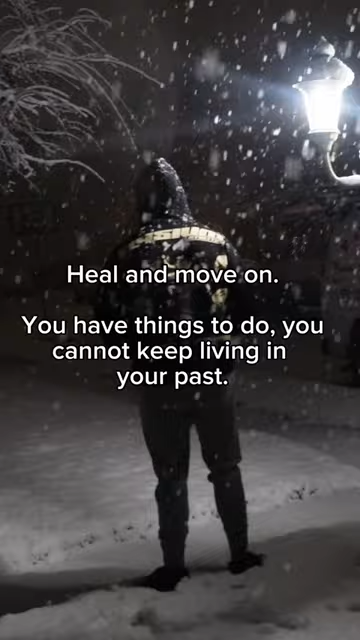 Heal and move on.
You have things to do, you
cannot keep living in
your past.